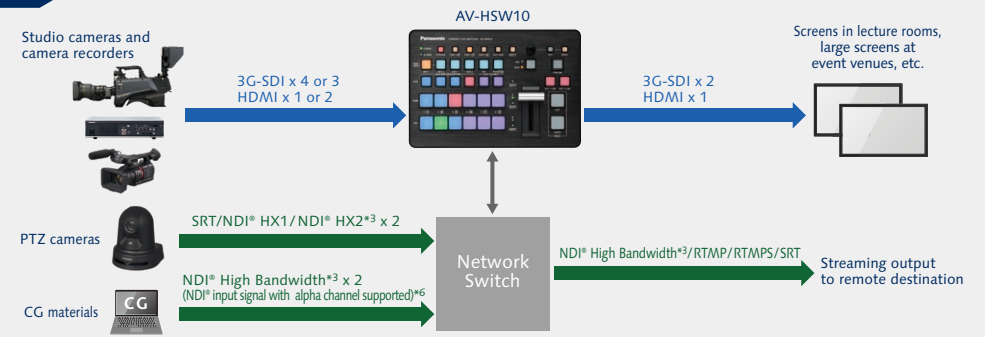 AV-HSW10
Studio cameras and
camera recorders
3G-SDI x 4 or 3
HDMI x 1 or 2
Panasonic
3G-SDI x 2
HDMI x 1
Screens in lecture rooms,
large screens at
event venues, etc.
PTZ cameras
SRT/NDI® HX1/NDI® HX2*3 x 2
CG materials
CG
NDI® High Bandwidth*3 x 2
(NDI® input signal with alpha channel supported)*6
Network
Switch
NDI® High Bandwidth*3/RTMP/RTMPS/SRT
Streaming output
to remote destination